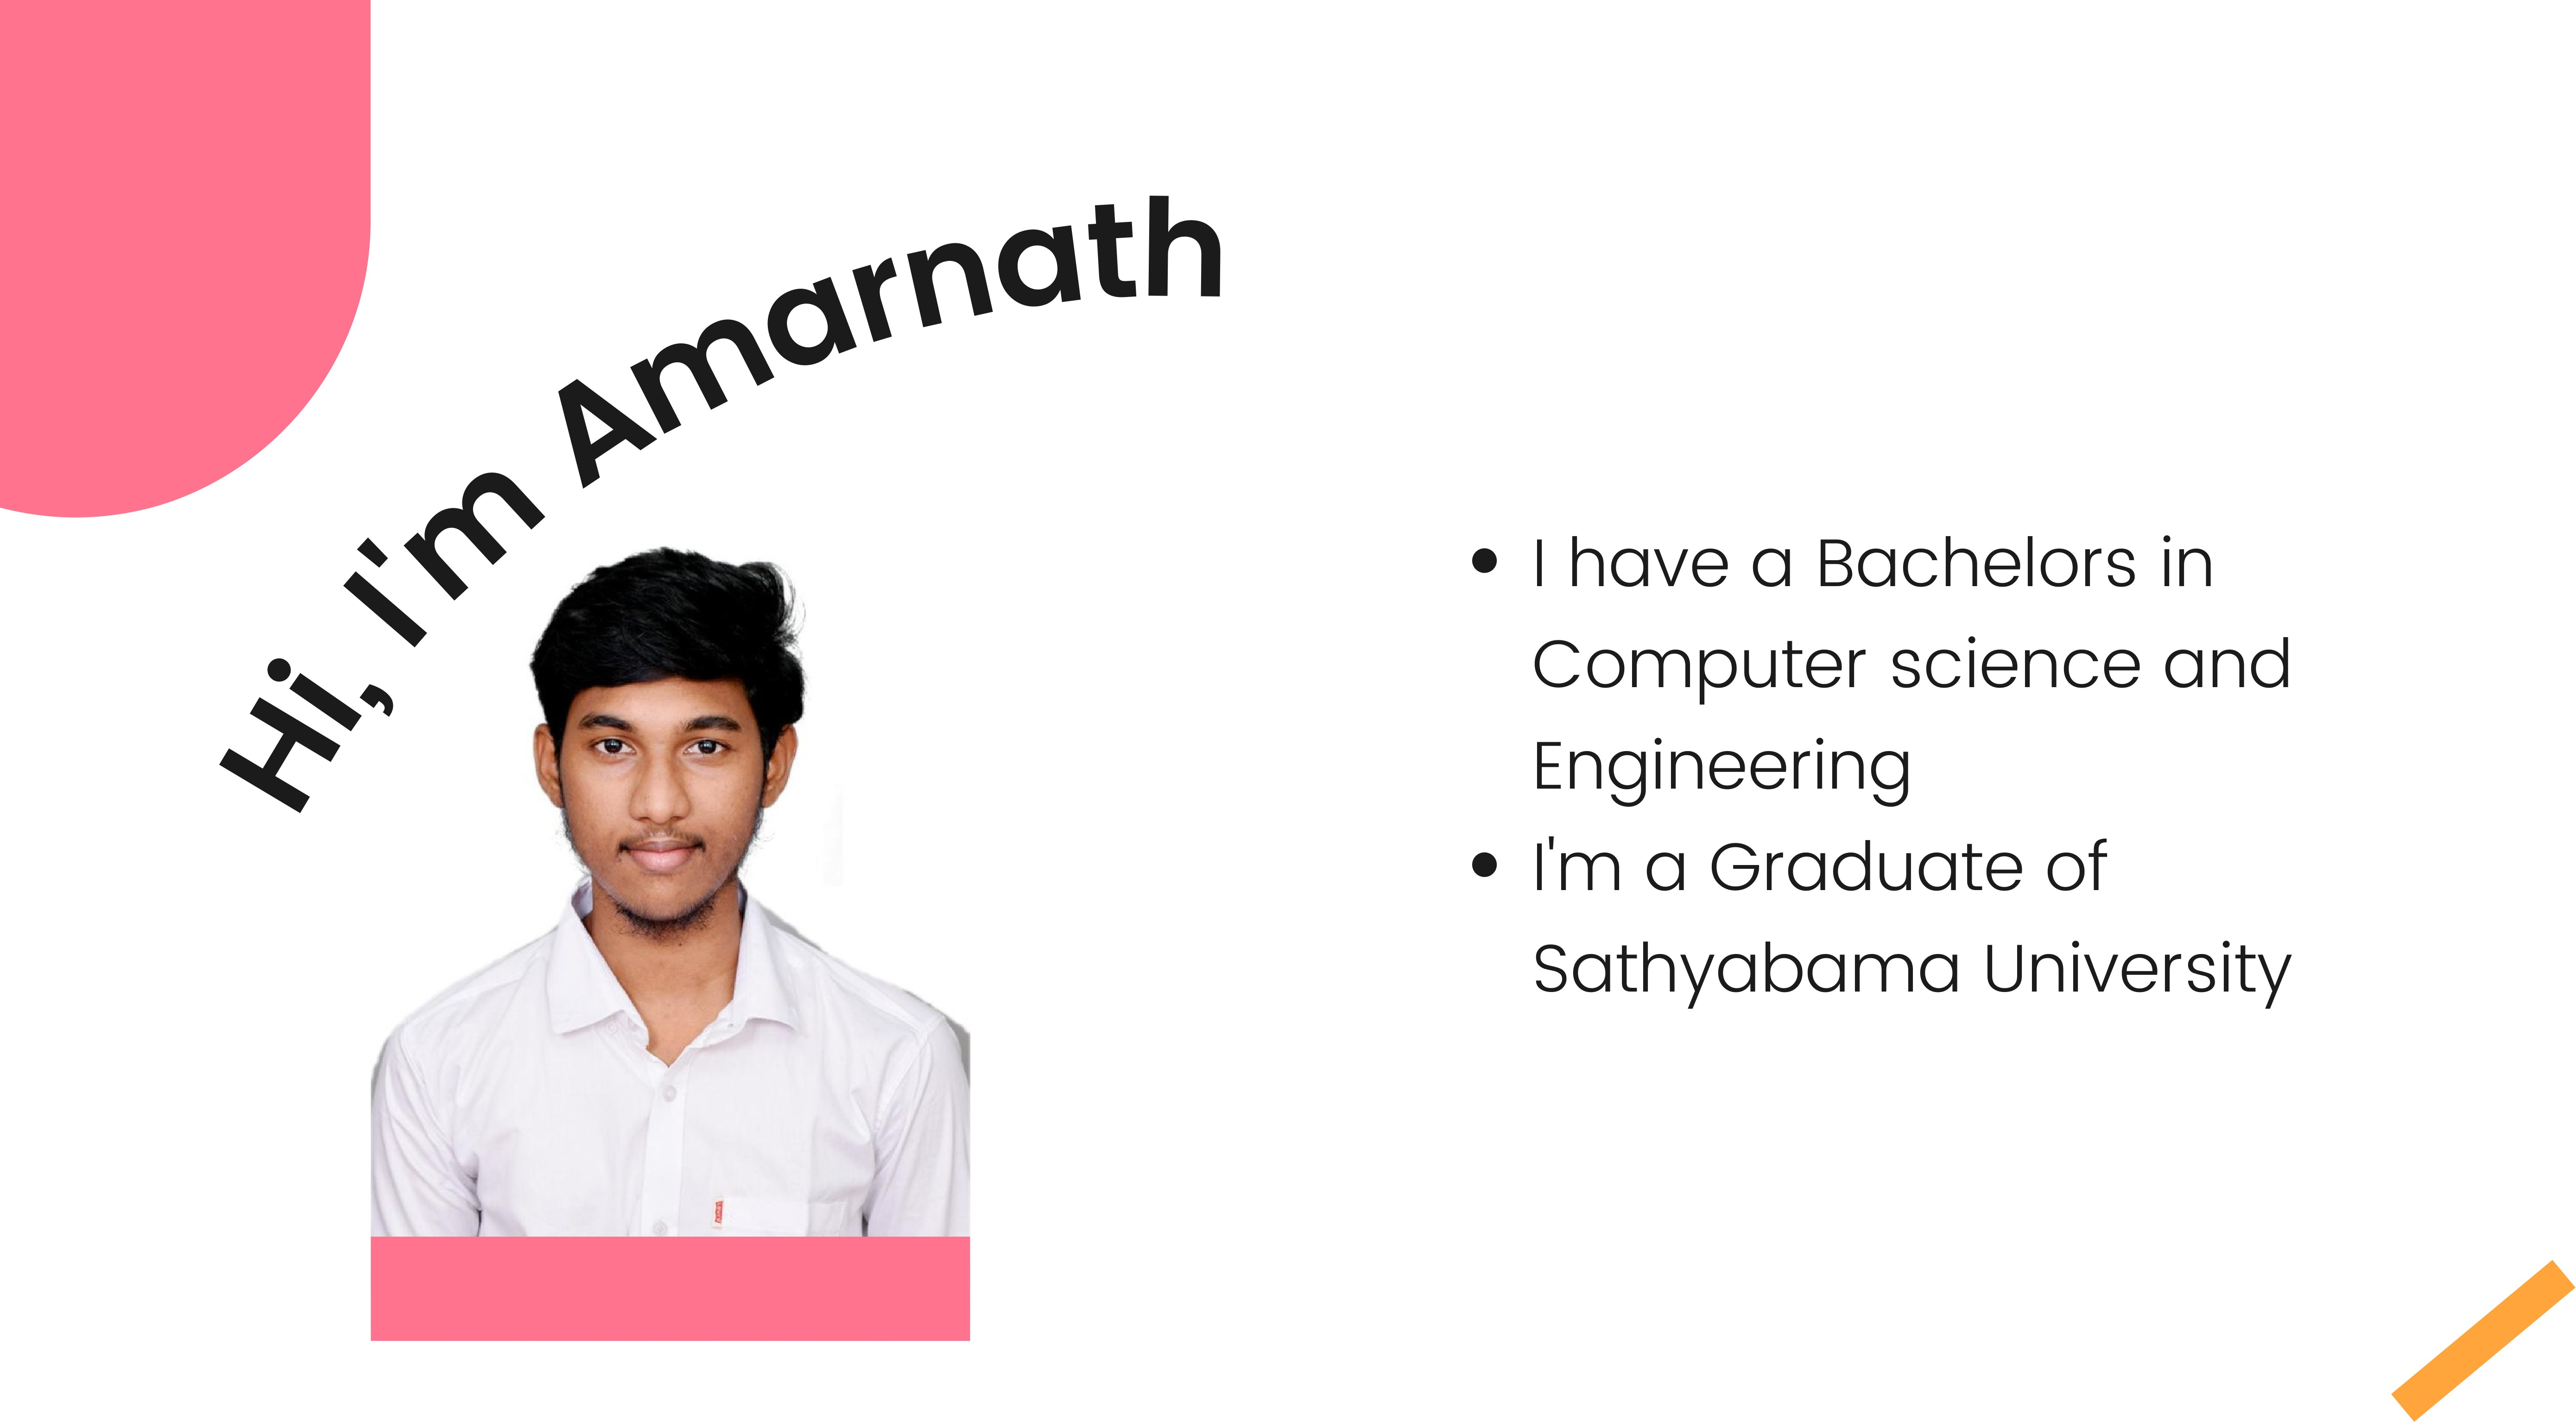 Hi, I'm Amarnath
• I have a Bachelors in
Computer science and
Engineering
• I'm a Graduate of
Sathyabama University